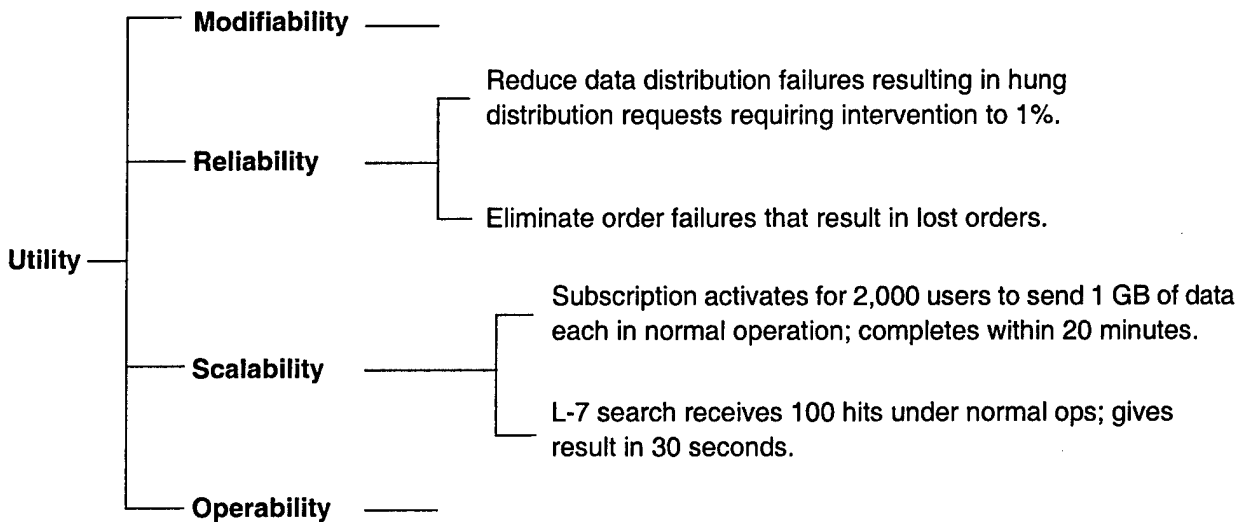 Modifiability
Reduce data distribution failures resulting in hung
distribution requests requiring intervention to 1%.
Reliability
Eliminate order failures that result in lost orders.
Utility
Subscription activates for 2,000 users to send 1 GB of data
each in normal operation; completes within 20 minutes.
Scalability
L-7 search receives 100 hits under normal ops; gives
result in 30 seconds.
Operability